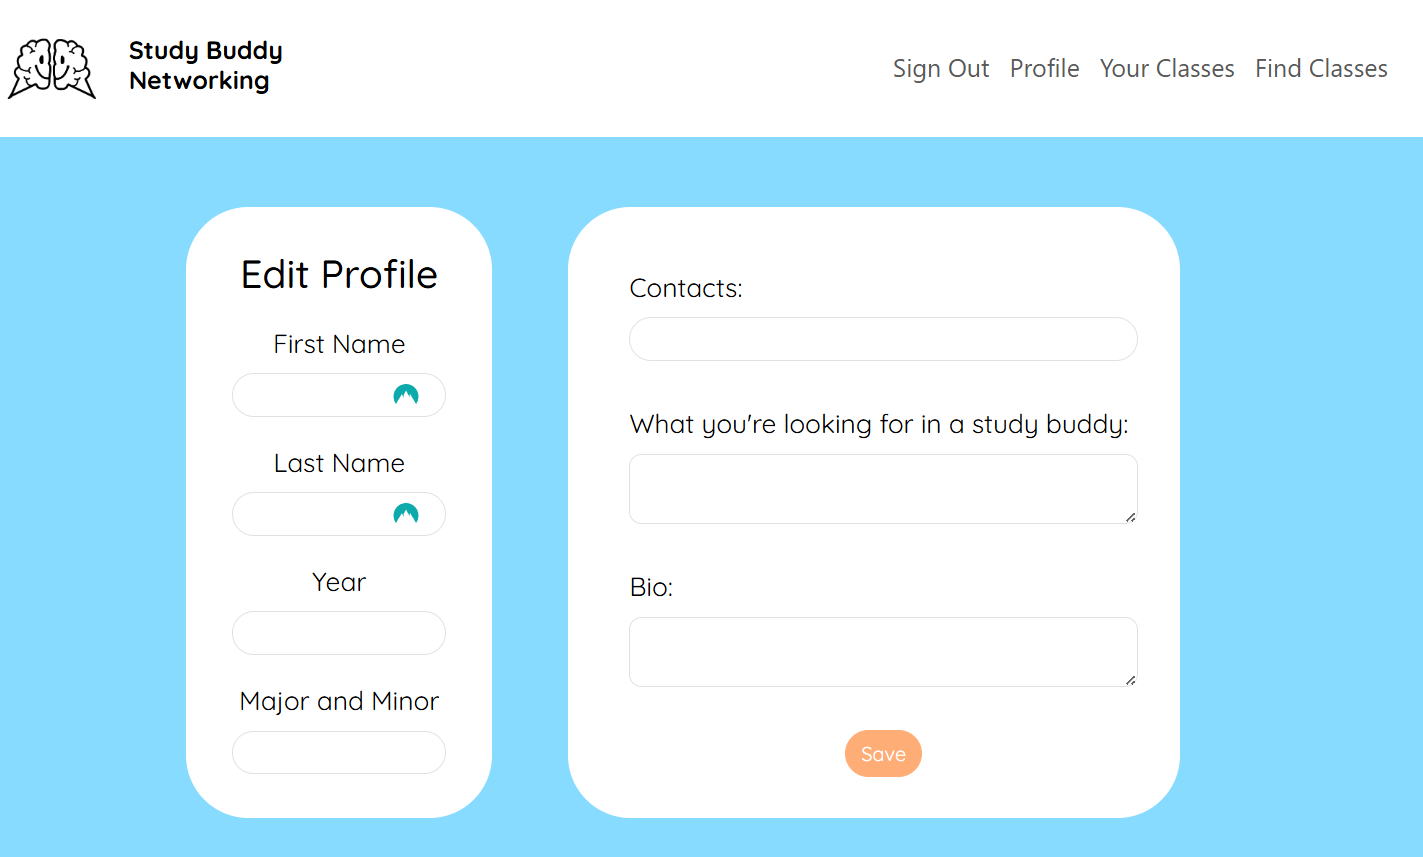 Study Buddy
Networking
Sign Out Profile Your Classes Find Classes
Edit Profile
First Name
Last Name
Year
Major and Minor
Contacts:
What you're looking for in a study buddy:
Bio:
Save